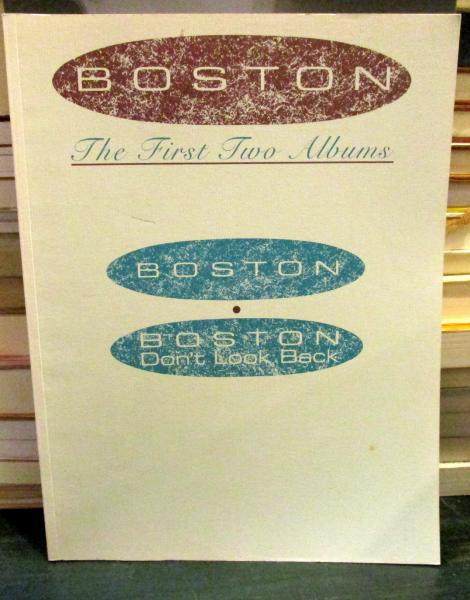 BOSTON
The First Two Albums
BOSTON
BOSTON
Don't Look Back